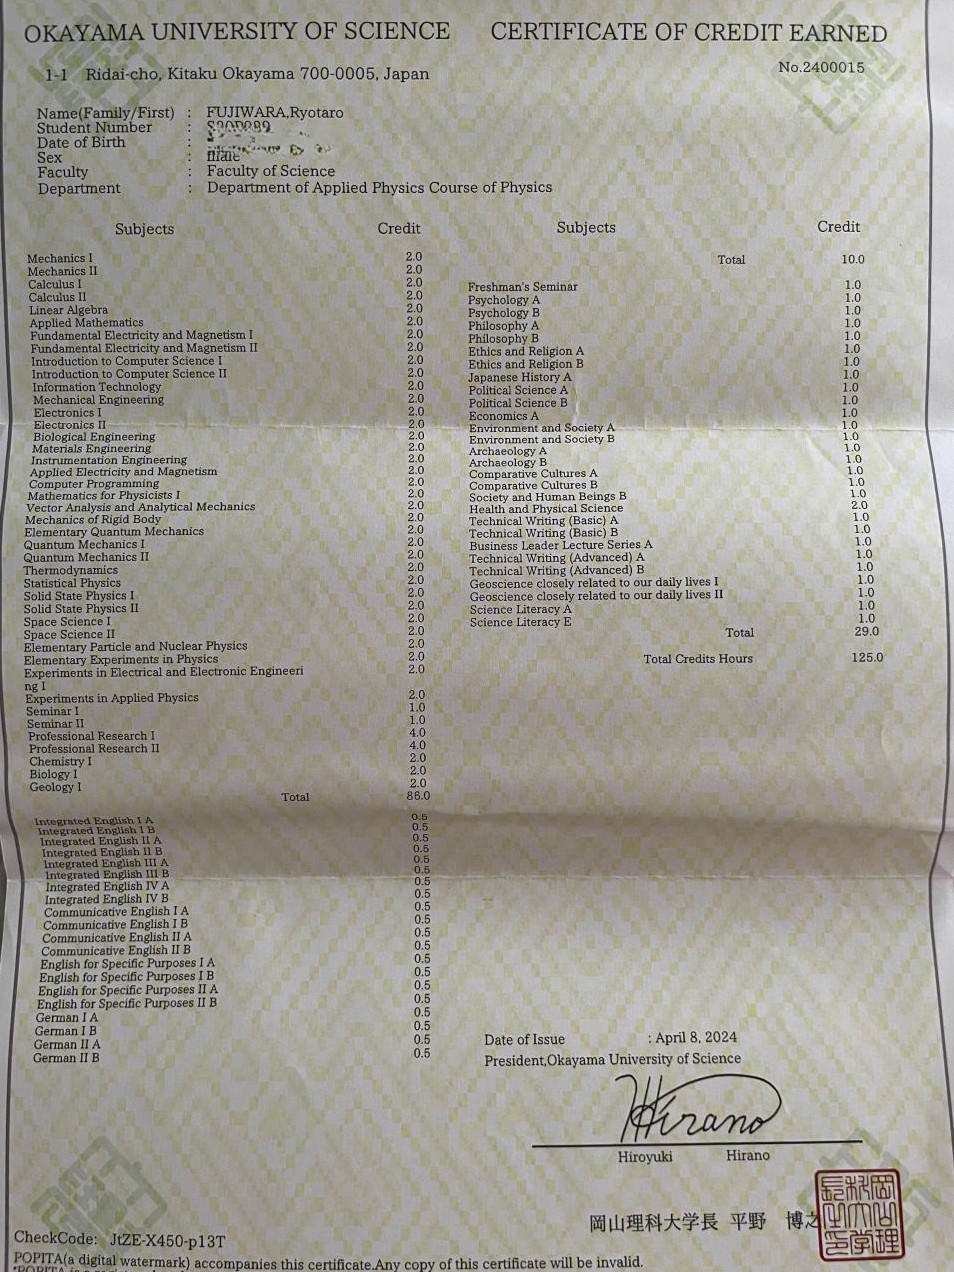 OKAYAMA UNIVERSITY OF SCIENCE CERTIFICATE OF CREDIT EARNED
1-1 Ridai-cho, Kitaku Okayama 700-0005, Japan
No.2400015
Name(Family/First) : FUJIWARA,Ryotaro
Student Number :
Date of Birth :
Sex : male
Faculty : Faculty of Science
Department : Department of Applied Physics Course of Physics
Subjects Credit
Mechanics I 2.0
Mechanics II 2.0
Calculus I 2.0
Calculus II 2.0
Linear Algebra 2.0
Applied Mathematics 2.0
Fundamental Electricity and Magnetism I 2.0
Fundamental Electricity and Magnetism II 2.0
Introduction to Computer Science I 2.0
Introduction to Computer Science II 2.0
Information Technology 2.0
Mechanical Engineering 2.0
Electronics I 2.0
Electronics II 2.0
Biological Engineering 2.0
Materials Engineering 2.0
Instrumentation Engineering 2.0
Applied Electricity and Magnetism 2.0
Computer Programming 2.0
Mathematics for Physicists I 2.0
Vector Analysis and Analytical Mechanics 2.0
Mechanics of Rigid Body 2.0
Elementary Quantum Mechanics 2.0
Quantum Mechanics I 2.0
Quantum Mechanics II 2.0
Thermodynamics 2.0
Statistical Physics 2.0
Solid State Physics I 2.0
Solid State Physics II 2.0
Space Science I 2.0
Space Science II 2.0
Elementary Particle and Nuclear Physics 2.0
Elementary Experiments in Physics 2.0
Experiments in Electrical and Electronic Engineeri 2.0
ng I
Experiments in Applied Physics 2.0
Seminar I 1.0
Seminar II 1.0
Professional Research I 4.0
Professional Research II 4.0
Chemistry I 2.0
Biology I 2.0
Geology I 2.0
Total 86.0
Integrated English I A 0.5
Integrated English I B 0.5
Integrated English II A 0.5
Integrated English II B 0.5
Integrated English III A 0.5
Integrated English III B 0.5
Integrated English IV A 0.5
Integrated English IV B 0.5
Communicative English I A 0.5
Communicative English I B 0.5
Communicative English II A 0.5
Communicative English II B 0.5
English for Specific Purposes I A 0.5
English for Specific Purposes I B 0.5
English for Specific Purposes II A 0.5
English for Specific Purposes II B 0.5
German I A 0.5
German I B 0.5
German II A 0.5
German II B 0.5
Subjects Credit
Total 10.0
Freshman's Seminar 1.0
Psychology A 1.0
Psychology B 1.0
Philosophy A 1.0
Philosophy B 1.0
Ethics and Religion A 1.0
Ethics and Religion B 1.0
Japanese History A 1.0
Political Science A 1.0
Political Science B 1.0
Economics A 1.0
Environment and Society A 1.0
Environment and Society B 1.0
Archaeology A 1.0
Archaeology B 1.0
Comparative Cultures A 1.0
Comparative Cultures B 1.0
Society and Human Beings B 1.0
Health and Physical Science 2.0
Technical Writing (Basic) A 1.0
Technical Writing (Basic) B 1.0
Business Leader Lecture Series A 1.0
Technical Writing (Advanced) A 1.0
Technical Writing (Advanced) B 1.0
Geoscience closely related to our daily lives I 1.0
Geoscience closely related to our daily lives II 1.0
Science Literacy A 1.0
Science Literacy E 1.0
Total 29.0
Total Credits Hours 125.0
Date of Issue : April 8, 2024
President,Okayama University of Science
HHirano
Hiroyuki Hirano
岡山理科大学長 平野 博之
CheckCode: JtZE-X450-p13T
POPITA(a digital watermark) accompanies this certificate.Any copy of this certificate will be invalid.